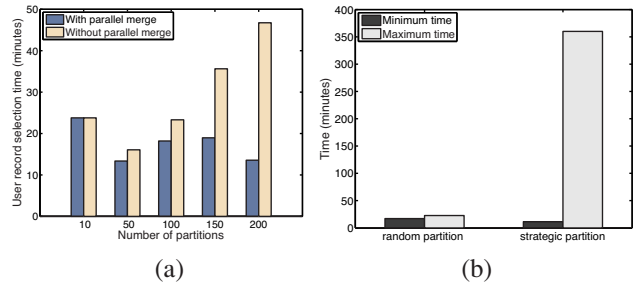 User record selection time (minutes)
50
40
30
20
10
0
With parallel merge
Without parallel merge
10 50 100 150 200
Number of partitions
(a)
Time (minutes)
400
350
300
250
200
150
100
50
0
Minimum time
Maximum time
random partition strategic partition
(b)